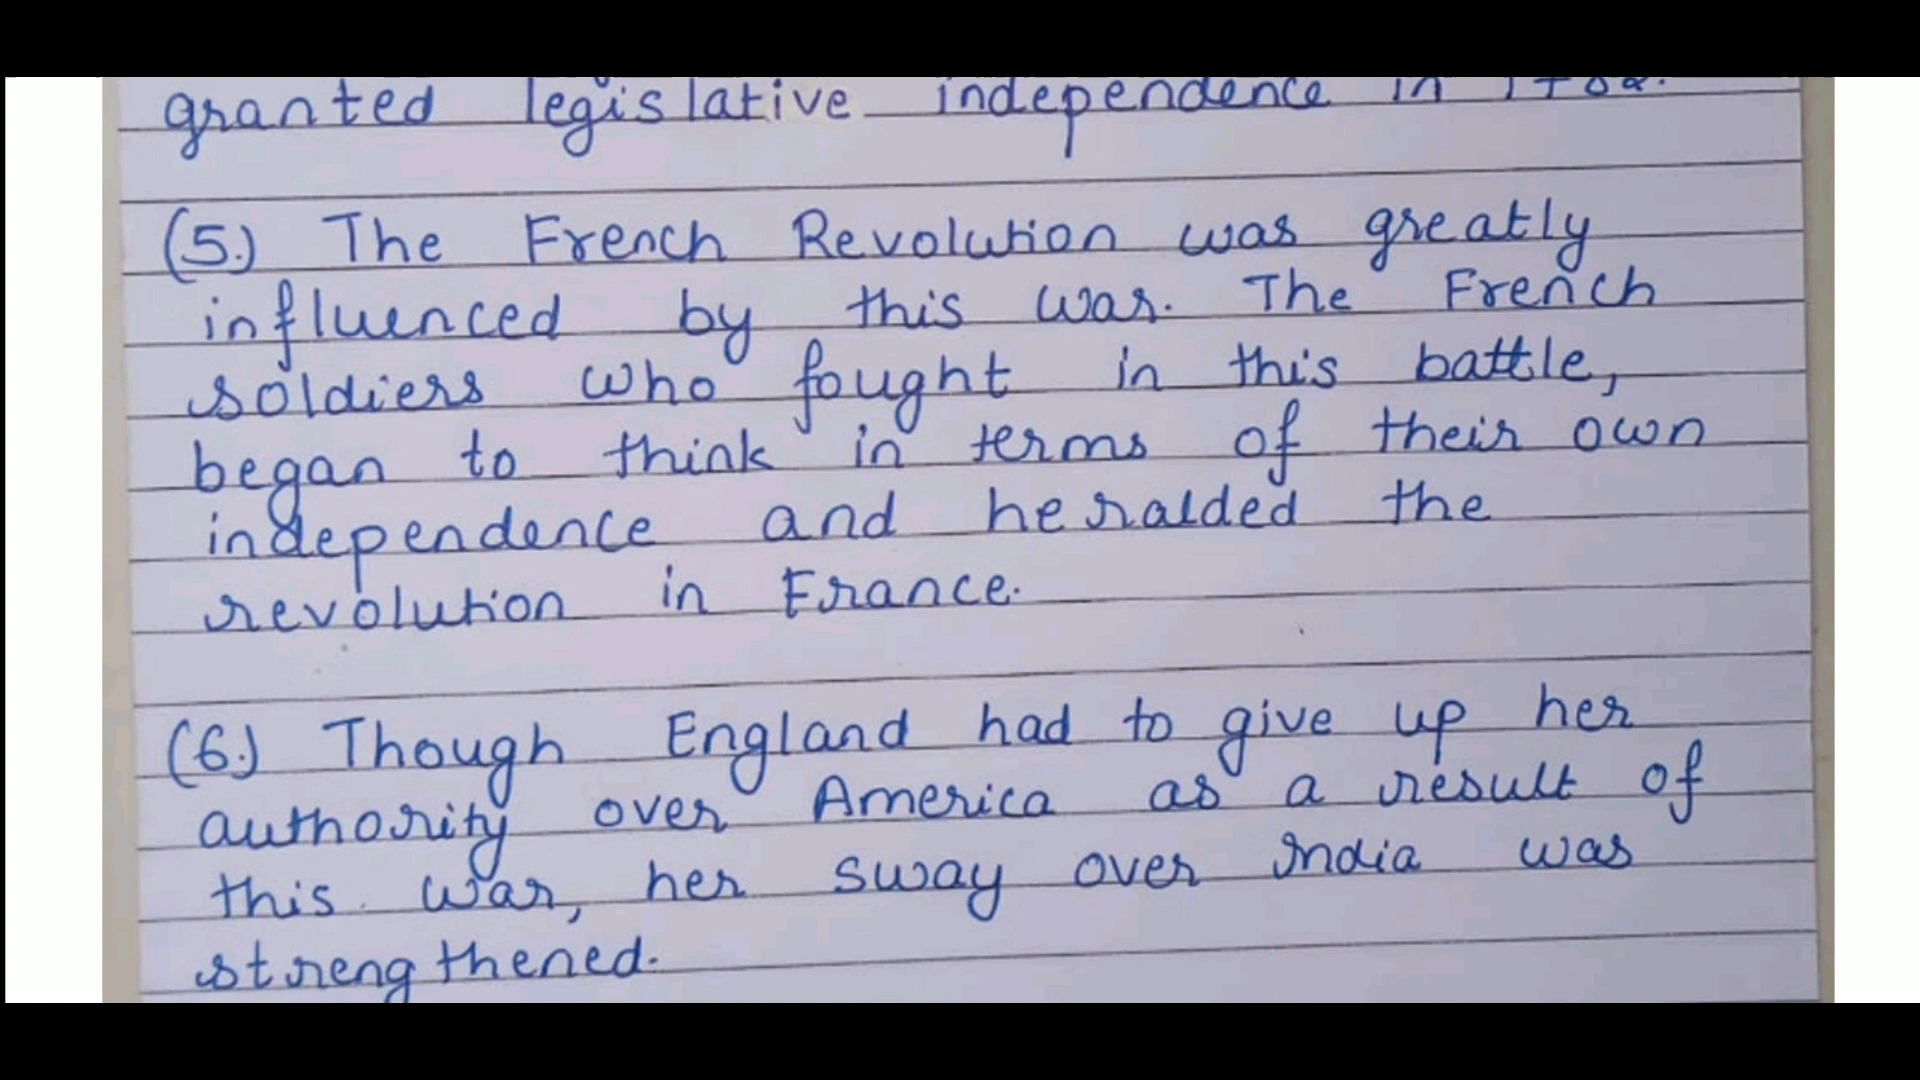 granted legislative independence in 1782.
(5.) The French Revolution was greatly
influenced by this war. The French
soldiers who fought in this battle,
began to think in terms of their own
independence and heralded the
revolution in France.
(6.) Though England had to give up her
authority over America as a result of
this war, her sway over India was
strengthened.